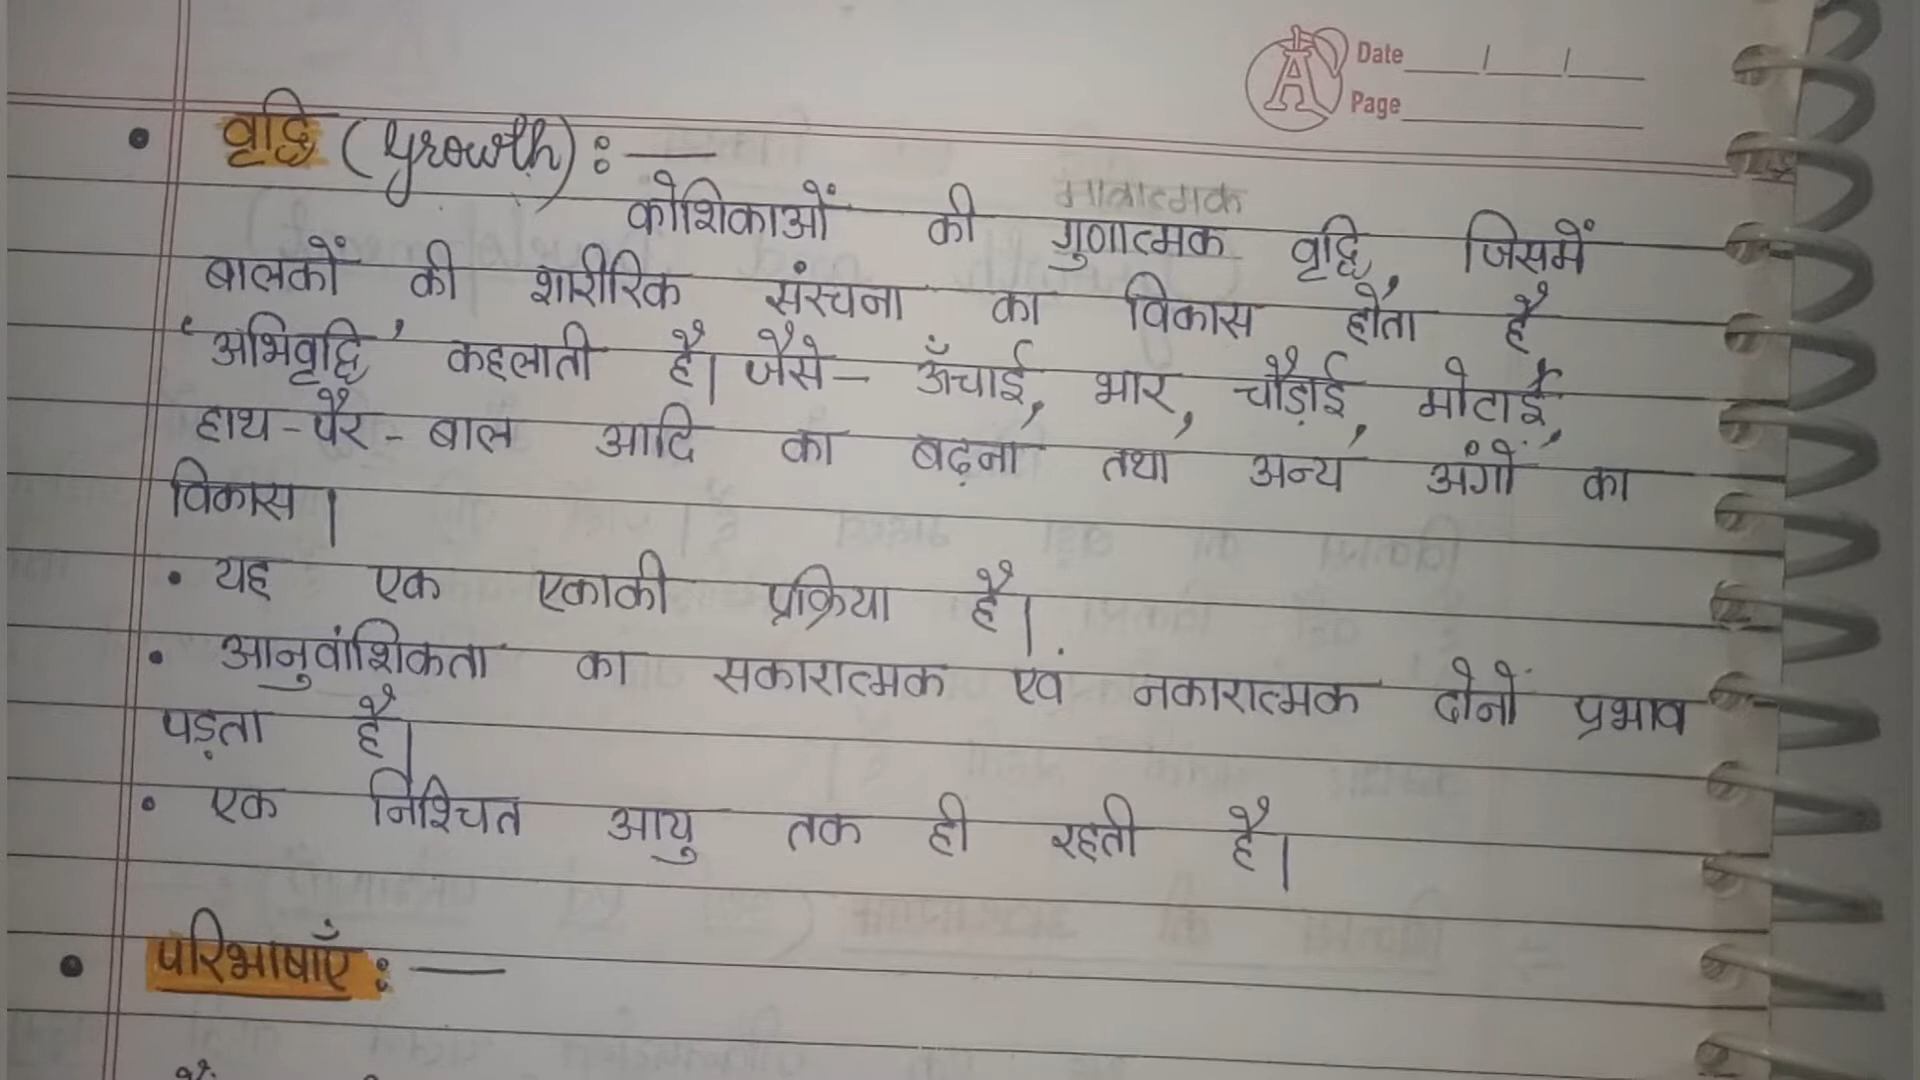 Date
Page
• वृद्धि (Growth) : —
मात्रात्मक
कोशिकाओं की गुणात्मक वृद्धि, जिसमें
बालकों की शारीरिक संरचना का विकास होता है,
'अभिवृद्धि' कहलाती है। जैसे – ऊँचाई, भार, चौड़ाई, मोटाई,
हाथ - पैर - बाल आदि का बढ़ना तथा अन्य अंगों का
विकास।
• यह एक एकाकी प्रक्रिया है।
• आनुवांशिकता का सकारात्मक एवं नकारात्मक दोनों प्रभाव
पड़ता है।
• एक निश्चित आयु तक ही रहती है।
• परिभाषाएँ : —